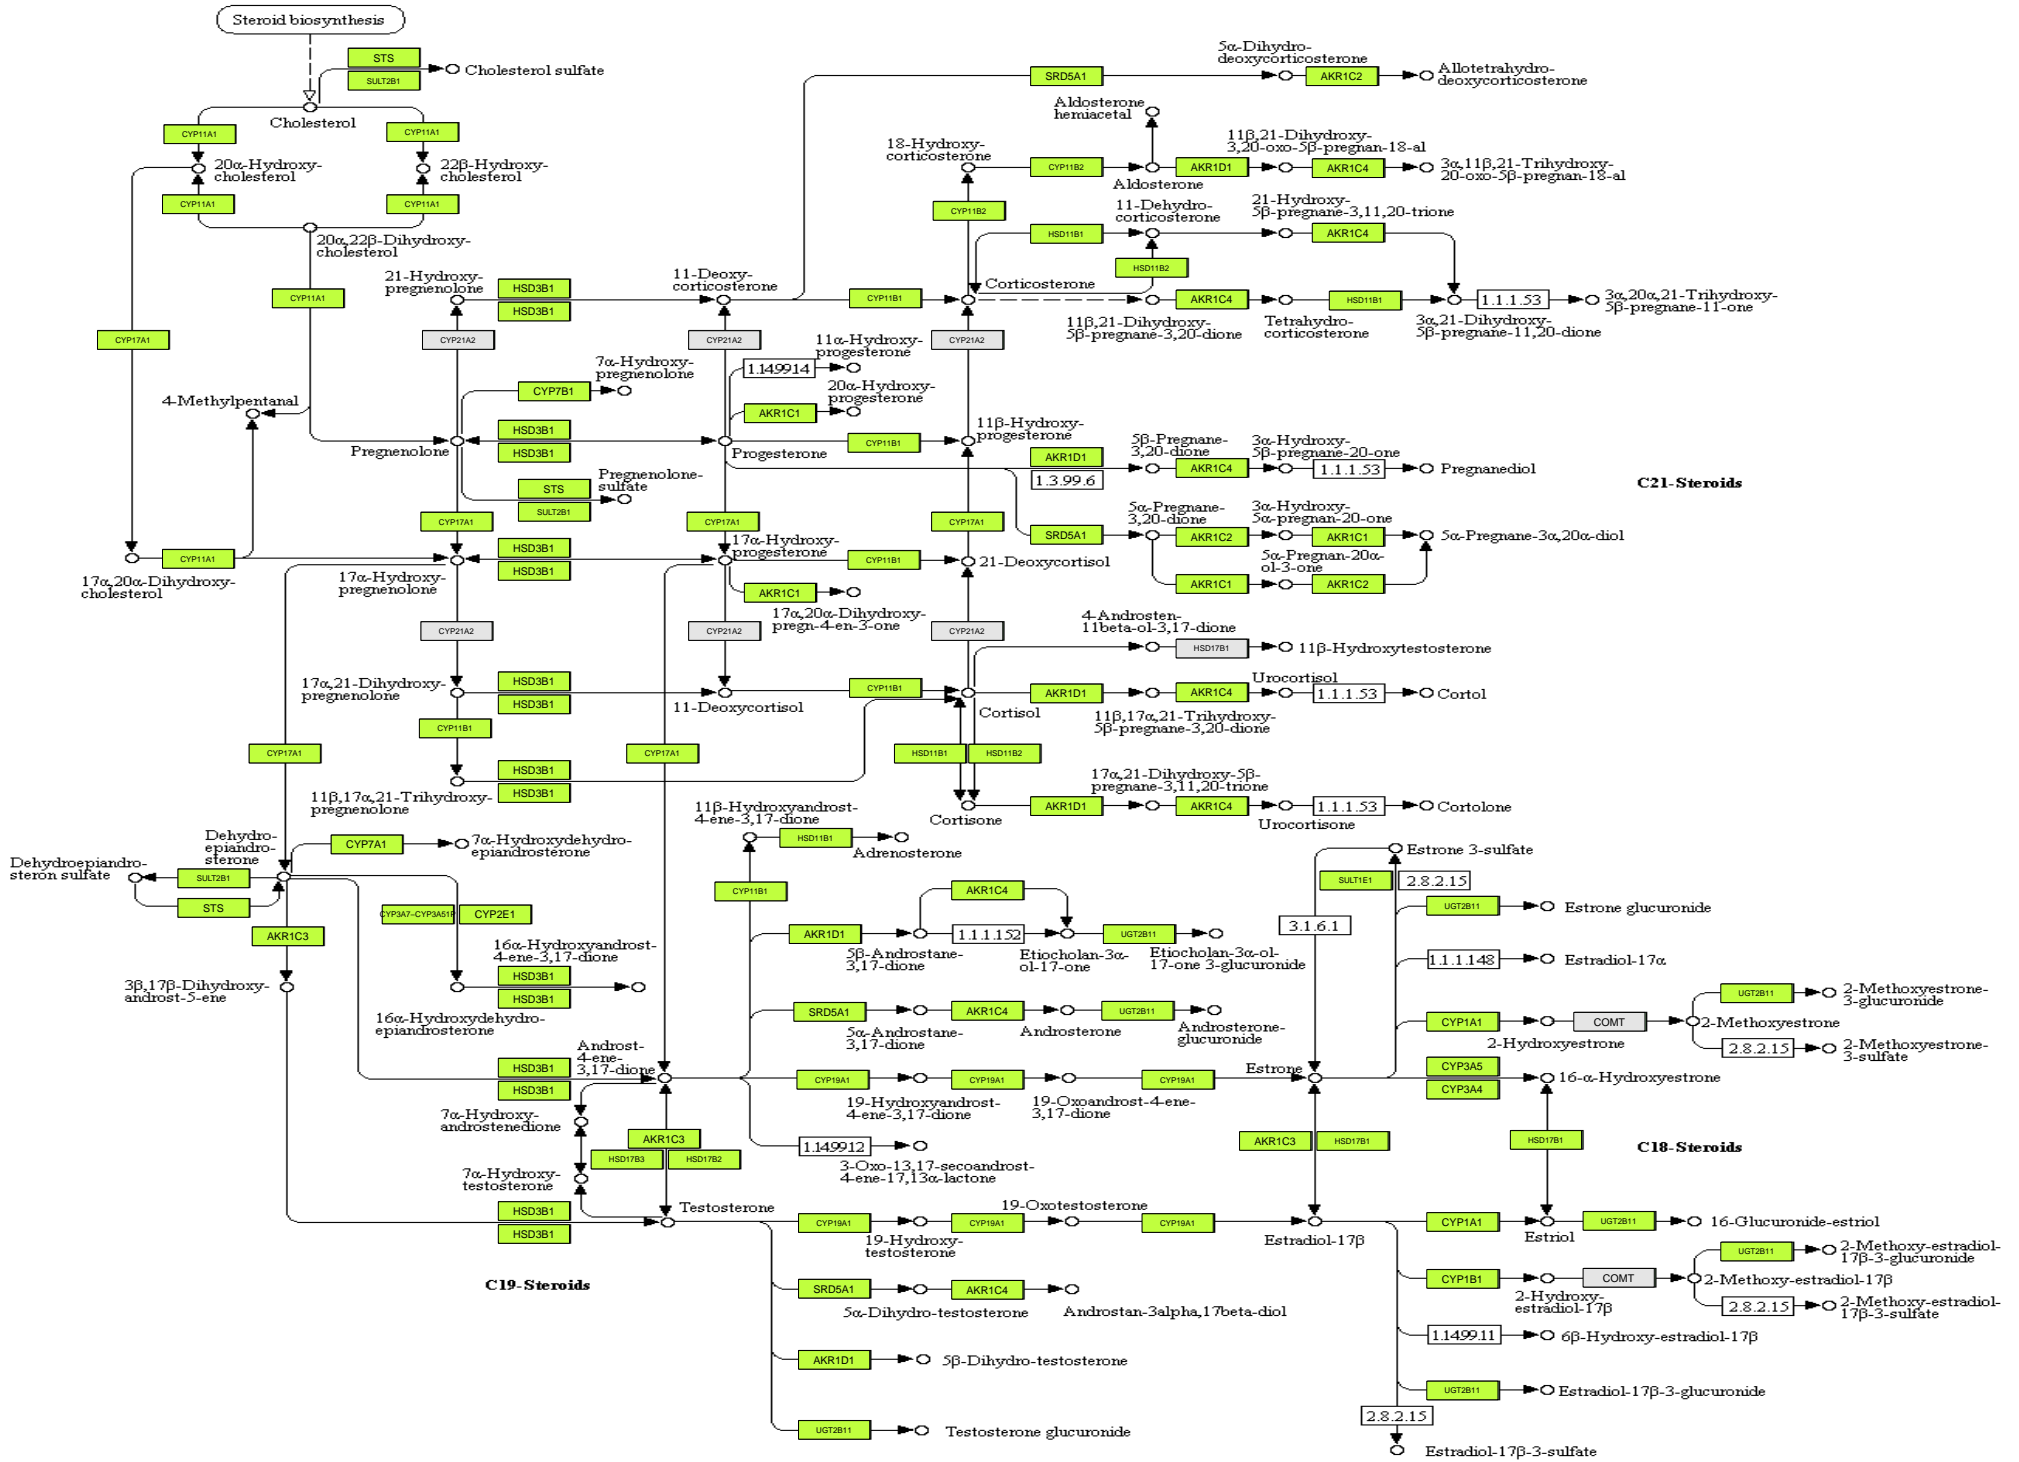 Steroid biosynthesis
STS
SULT2B1
Cholesterol sulfate
Cholesterol
CYP11A1
CYP11A1
20α-Hydroxy-
cholesterol
22β-Hydroxy-
cholesterol
CYP11A1
CYP11A1
20α,22β-Dihydroxy-
cholesterol
CYP11A1
CYP17A1
4-Methylpentanal
17α,20α-Dihydroxy-
cholesterol
CYP11A1
21-Hydroxy-
pregnenolone
HSD3B1
HSD3B1
11-Deoxy-
corticosterone
CYP21A2
CYP21A2
CYP21A2
CYP7B1
7α-Hydroxy-
pregnenolone
1.149914
11α-Hydroxy-
progesterone
AKR1C1
20α-Hydroxy-
progesterone
Pregnenolone
HSD3B1
HSD3B1
Progesterone
CYP11B1
11β-Hydroxy-
progesterone
STS
SULT2B1
Pregnenolone-
sulfate
CYP17A1
CYP17A1
CYP17A1
17α-Hydroxy-
pregnenolone
HSD3B1
HSD3B1
17α-Hydroxy-
progesterone
CYP11B1
21-Deoxycortisol
AKR1C1
17α,20α-Dihydroxy-
pregn-4-en-3-one
CYP21A2
CYP21A2
CYP21A2
17α,21-Dihydroxy-
pregnenolone
HSD3B1
HSD3B1
11-Deoxycortisol
CYP11B1
Cortisol
CYP11B1
CYP17A1
CYP17A1
HSD3B1
HSD3B1
11β,17α,21-Trihydroxy-
pregnenolone
HSD11B1
HSD11B2
Cortisone
SRD5A1
5α-Dihydro-
deoxycorticosterone
AKR1C2
Allotetrahydro-
deoxycorticosterone
Aldosterone
hemiacetal
18-Hydroxy-
corticosterone
CYP11B2
Aldosterone
AKR1D1
11β,21-Dihydroxy-
3,20-oxo-5β-pregnan-18-al
AKR1C4
3α,11β,21-Trihydroxy-
20-oxo-5β-pregnan-18-al
CYP11B2
HSD11B1
11-Dehydro-
corticosterone
21-Hydroxy-
5β-pregnane-3,11,20-trione
AKR1C4
HSD11B2
CYP11B1
Corticosterone
11β,21-Dihydroxy-
5β-pregnane-3,20-dione
AKR1C4
Tetrahydro-
corticosterone
HSD11B1
3α,21-Dihydroxy-
5β-pregnane-11,20-dione
1.1.1.53
3α,20α,21-Trihydroxy-
5β-pregnane-11-one
AKR1D1
1.3.99.6
5β-Pregnane-
3,20-dione
AKR1C4
3α-Hydroxy-
5β-pregnane-20-one
1.1.1.53
Pregnanediol
C21-Steroids
SRD5A1
5α-Pregnane-
3,20-dione
AKR1C2
3α-Hydroxy-
5α-pregnan-20-one
AKR1C1
5α-Pregnane-3α,20α-diol
AKR1C1
5α-Pregnan-20α-
ol-3-one
AKR1C2
4-Androsten-
11beta-ol-3,17-dione
HSD17B1
11β-Hydroxytestosterone
AKR1D1
11β,17α,21-Trihydroxy-
5β-pregnane-3,20-dione
AKR1C4
Urocortisol
1.1.1.53
Cortol
AKR1D1
17α,21-Dihydroxy-5β-
pregnane-3,11,20-trione
AKR1C4
Urocortisone
1.1.1.53
Cortolone
Dehydro-
epiandro-
sterone
CYP7A1
7α-Hydroxydehydro-
epiandrosterone
Dehydroepiandro-
steron sulfate
SULT2B1
STS
AKR1C3
CYP3A7-CYP3A51P
CYP2E1
16α-Hydroxyandrost-
4-ene-3,17-dione
HSD3B1
HSD3B1
16α-Hydroxydehydro-
epiandrosterone
3β,17β-Dihydroxy-
androst-5-ene
11β-Hydroxyandrost-
4-ene-3,17-dione
HSD11B1
Adrenosterone
CYP11B1
AKR1C4
AKR1D1
5β-Androstane-
3,17-dione
1.1.1.152
Etiocholan-3α-
ol-17-one
UGT2B11
Etiocholan-3α-ol-
17-one 3-glucuronide
SRD5A1
5α-Androstane-
3,17-dione
AKR1C4
Androsterone
UGT2B11
Androsterone-
glucuronide
HSD3B1
HSD3B1
Androst-
4-ene-
3,17-dione
CYP19A1
19-Hydroxyandrost-
4-ene-3,17-dione
CYP19A1
19-Oxoandrost-4-ene-
3,17-dione
CYP19A1
Estrone
7α-Hydroxy-
androstenedione
AKR1C3
HSD17B3
HSD17B2
7α-Hydroxy-
testosterone
1.149912
3-Oxo-13,17-secoandrost-
4-ene-17,13α-lactone
HSD3B1
HSD3B1
Testosterone
CYP19A1
19-Hydroxy-
testosterone
CYP19A1
19-Oxotestosterone
CYP19A1
Estradiol-17β
C19-Steroids
SRD5A1
5α-Dihydro-testosterone
AKR1C4
Androstan-3alpha,17beta-diol
AKR1D1
5β-Dihydro-testosterone
UGT2B11
Testosterone glucuronide
Estrone 3-sulfate
SULT1E1
2.8.2.15
3.1.6.1
UGT2B11
Estrone glucuronide
1.1.1.148
Estradiol-17α
CYP1A1
2-Hydroxyestrone
COMT
2-Methoxyestrone
UGT2B11
2-Methoxyestrone-
3-glucuronide
2.8.2.15
2-Methoxyestrone-
3-sulfate
CYP3A5
CYP3A4
16-α-Hydroxyestrone
AKR1C3
HSD17B1
HSD17B1
C18-Steroids
CYP1A1
Estriol
UGT2B11
16-Glucuronide-estriol
CYP1B1
2-Hydroxy-
estradiol-17β
COMT
2-Methoxy-estradiol-17β
UGT2B11
2-Methoxy-estradiol-
17β-3-glucuronide
2.8.2.15
2-Methoxy-estradiol-
17β-3-sulfate
1.1499.11
6β-Hydroxy-estradiol-17β
UGT2B11
Estradiol-17β-3-glucuronide
2.8.2.15
Estradiol-17β-3-sulfate